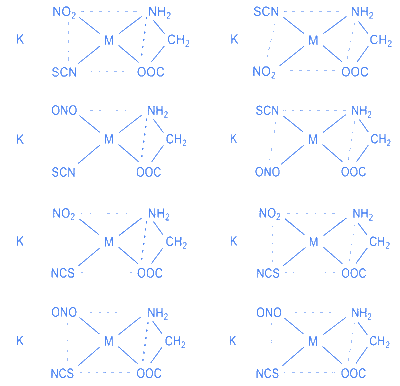 NO₂ NH₂ SCN NH₂
K M CH₂ K M CH₂
SCN OOC NO₂ OOC
ONO NH₂ SCN NH₂
K M CH₂ K M CH₂
SCN OOC ONO OOC
NO₂ NH₂ NO₂ NH₂
K M CH₂ K M CH₂
NCS OOC NCS OOC
ONO NH₂ ONO NH₂
K M CH₂ K M CH₂
NCS OOC NCS OOC